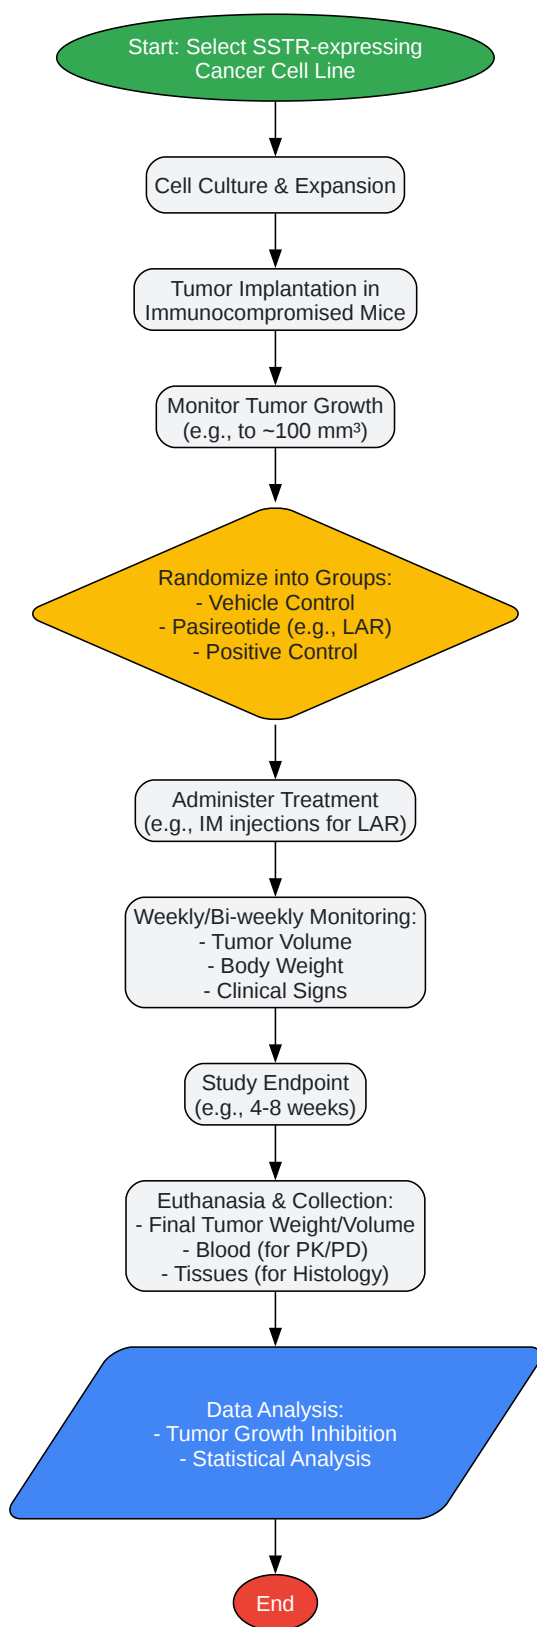 Start: Select SSTR-expressing
Cancer Cell Line
Cell Culture & Expansion
Tumor Implantation in
Immunocompromised Mice
Monitor Tumor Growth
(e.g., to ~100 mm³)
Randomize into Groups:
- Vehicle Control
- Pasireotide (e.g., LAR)
- Positive Control
Administer Treatment
(e.g., IM injections for LAR)
Weekly/Bi-weekly Monitoring:
- Tumor Volume
- Body Weight
- Clinical Signs
Study Endpoint
(e.g., 4-8 weeks)
Euthanasia & Collection:
- Final Tumor Weight/Volume
- Blood (for PK/PD)
- Tissues (for Histology)
Data Analysis:
- Tumor Growth Inhibition
- Statistical Analysis
End